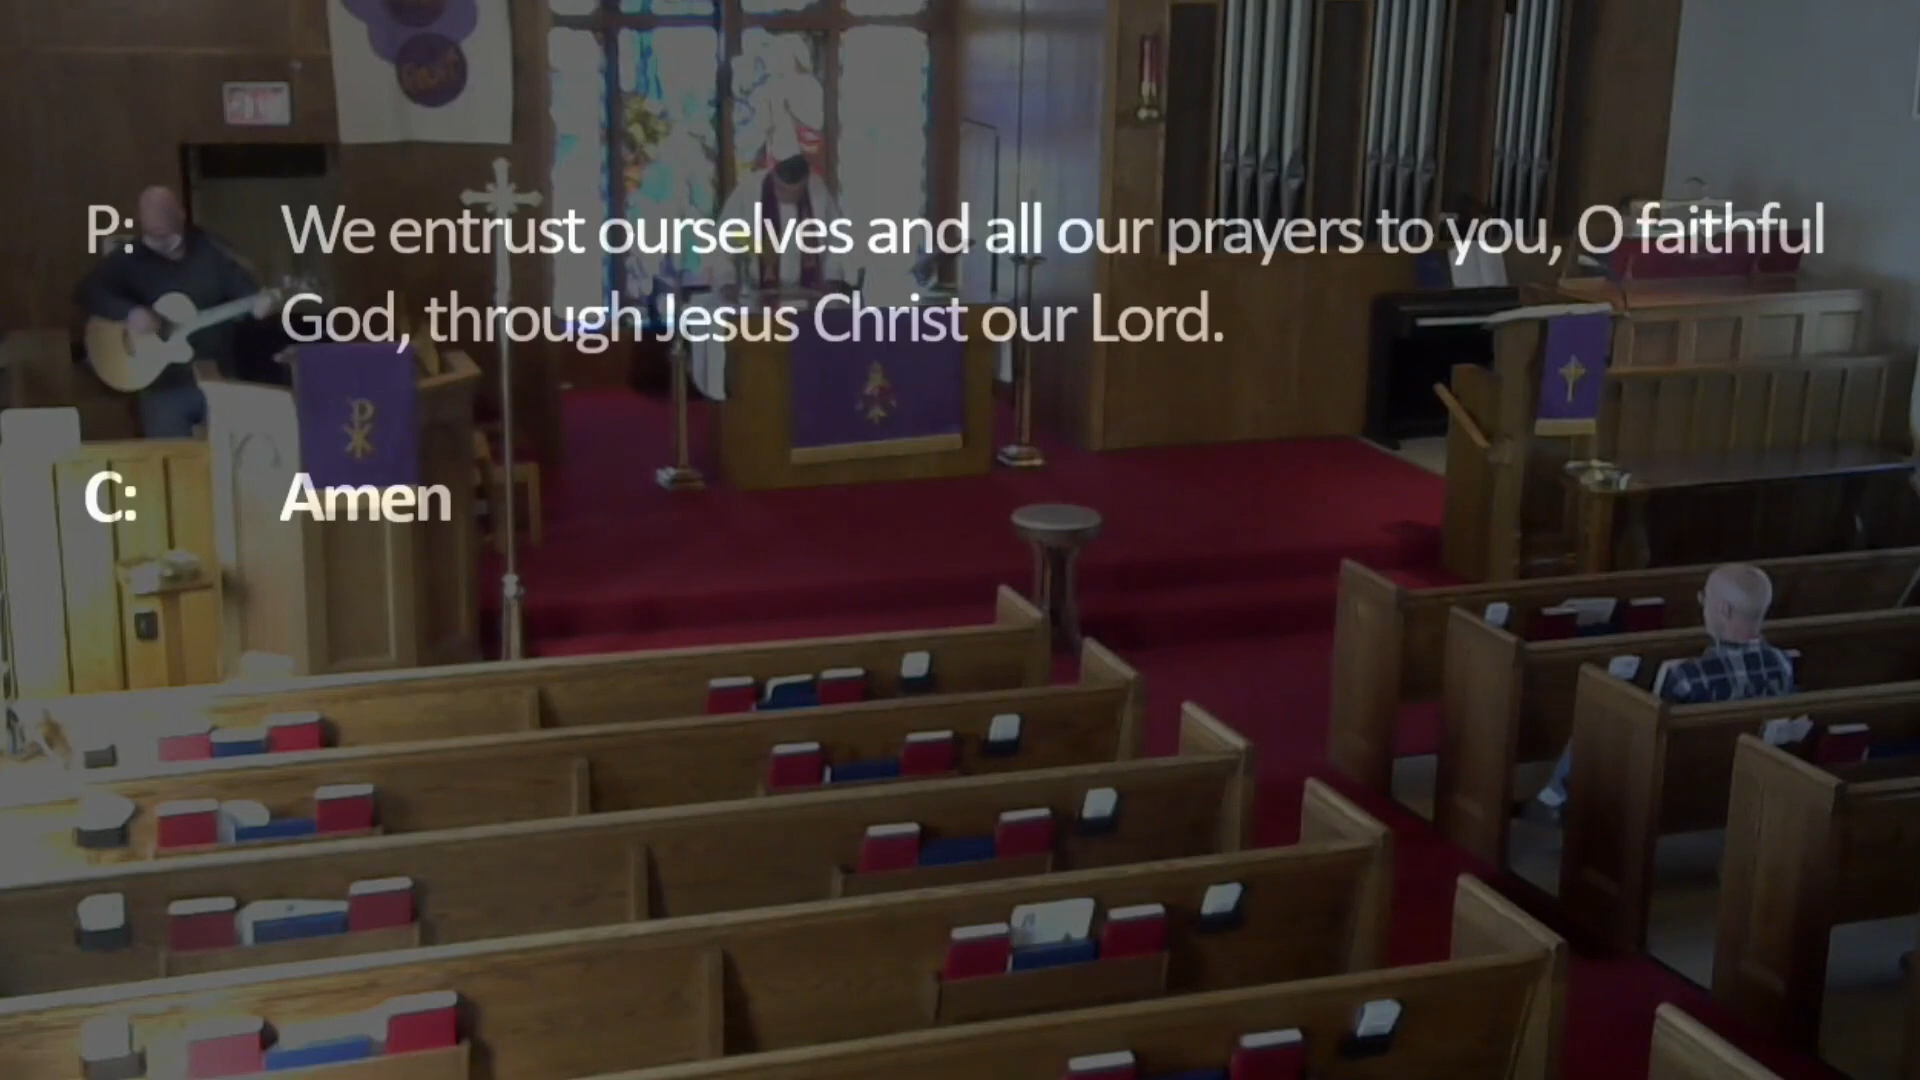 P: We entrust ourselves and all our prayers to you, O faithful
God, through Jesus Christ our Lord.
C: Amen